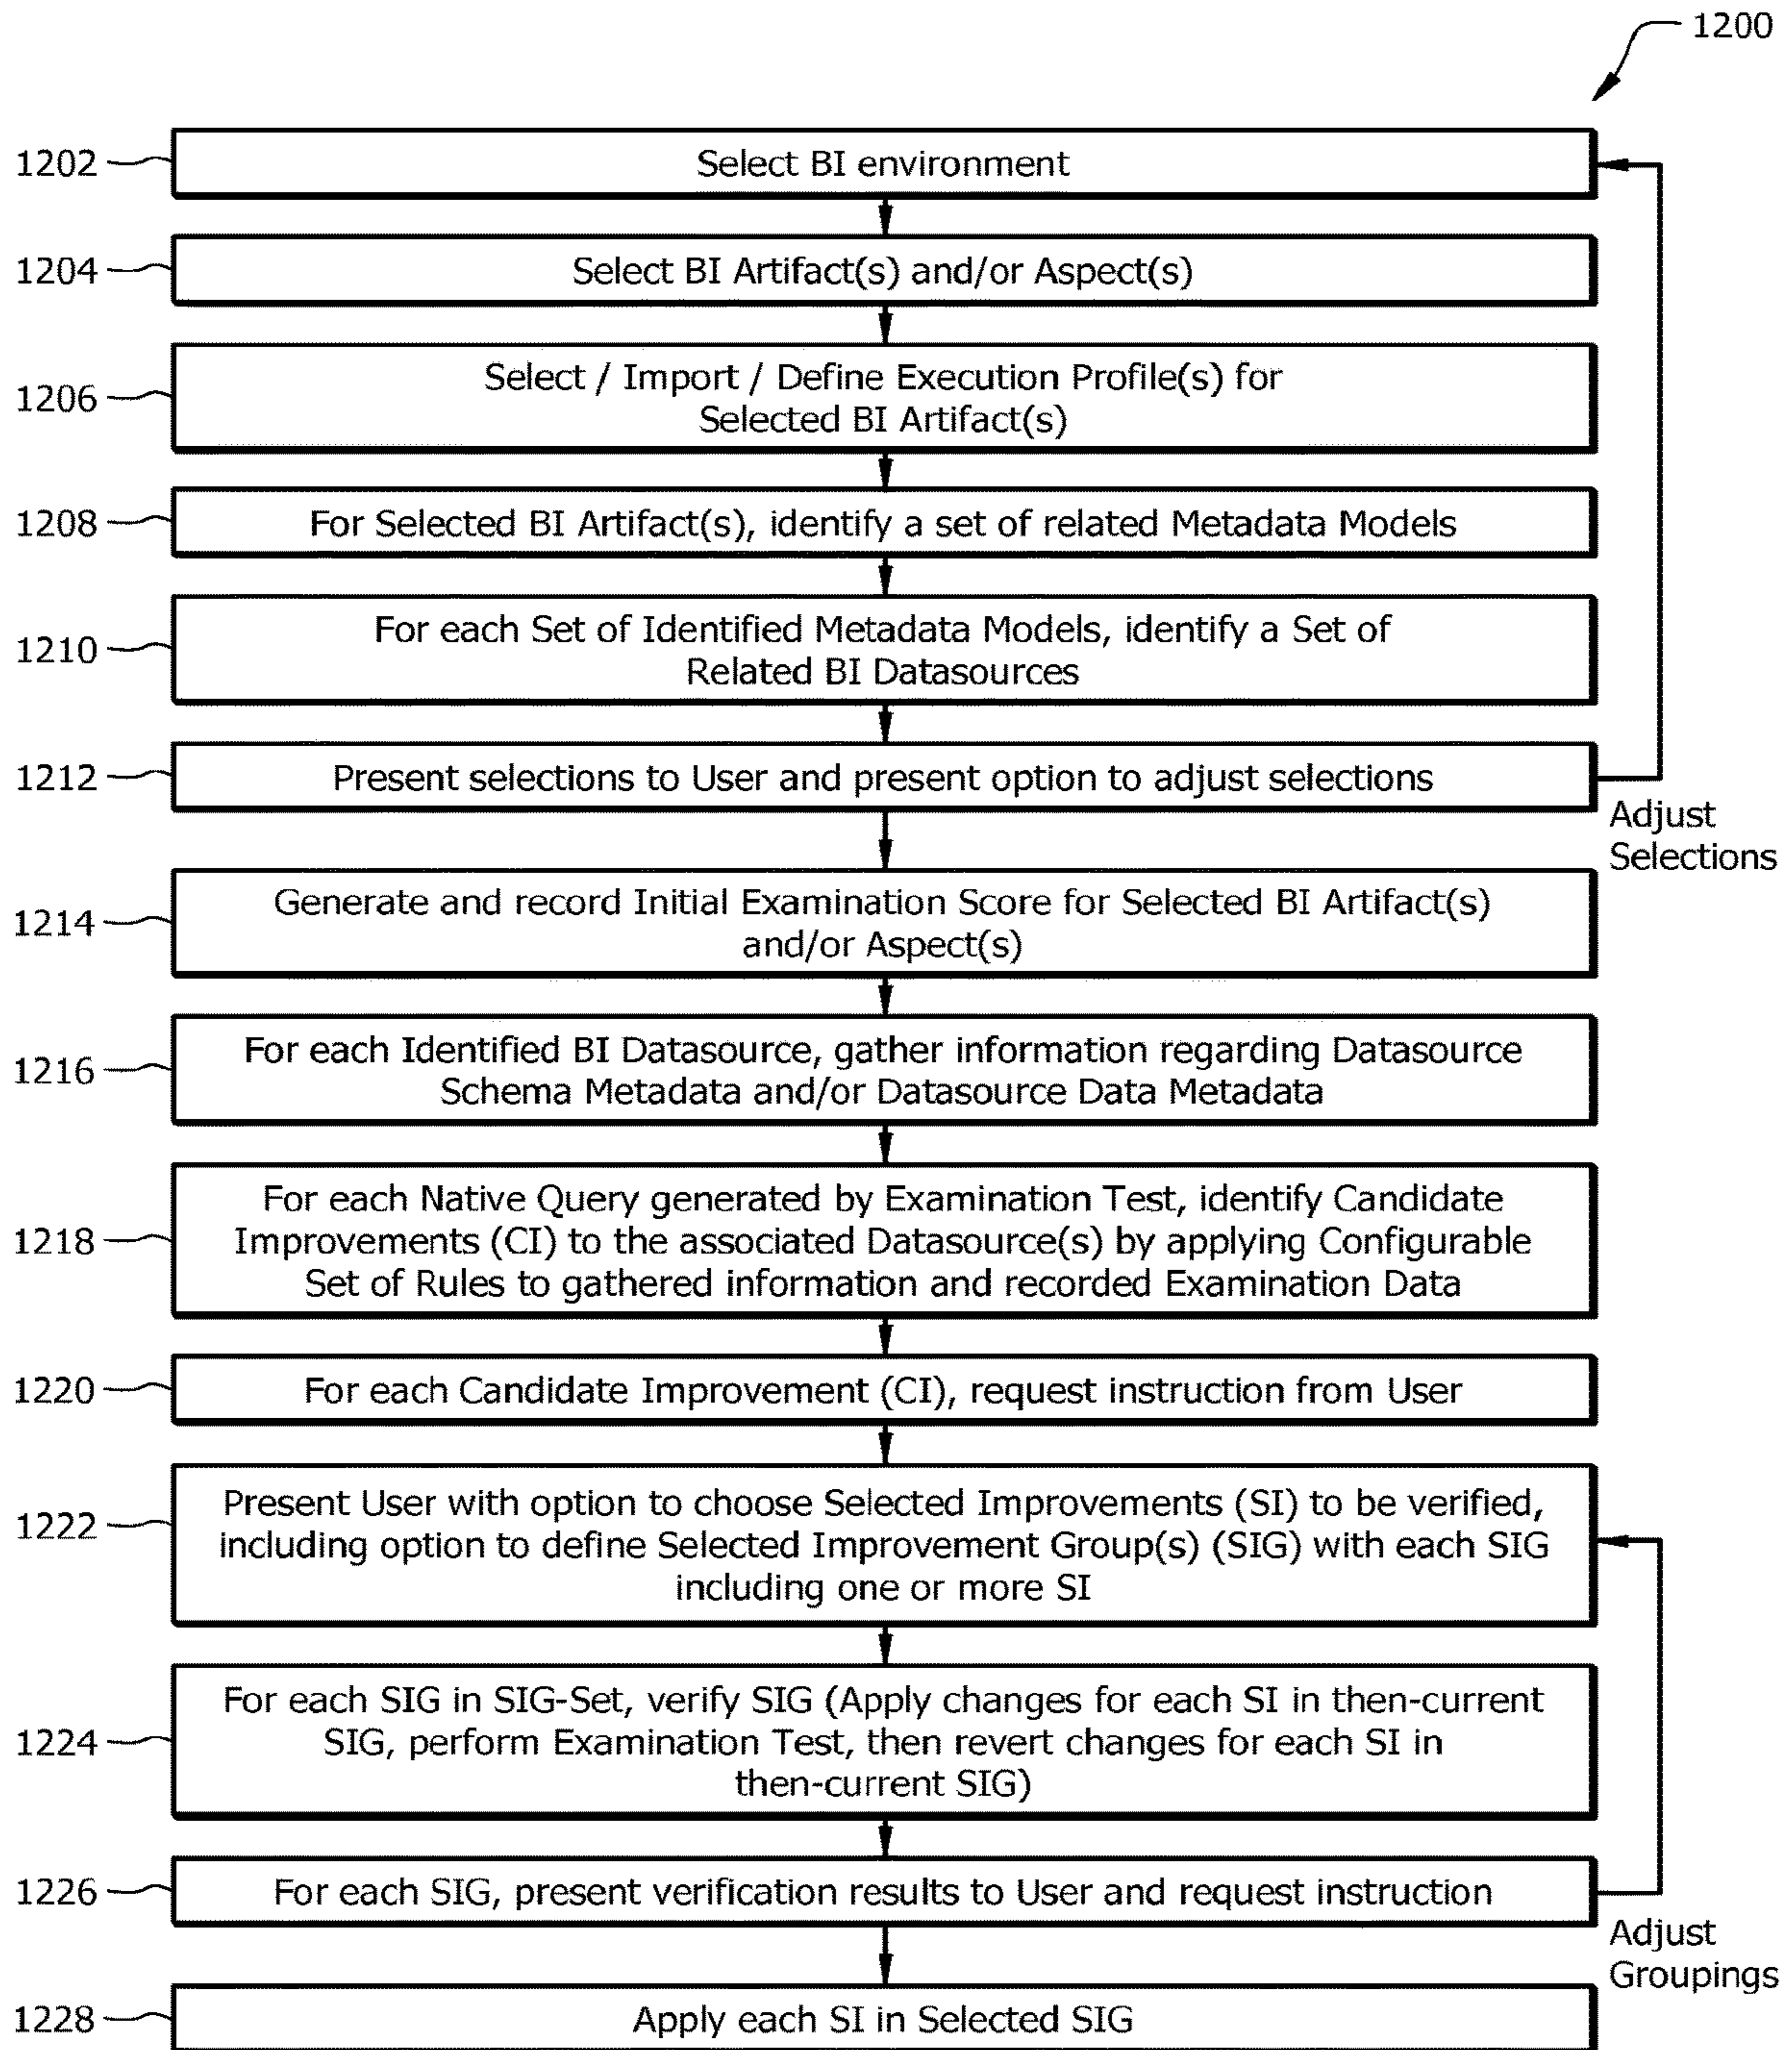 1200
1202
Select BI environment
1204
Select BI Artifact(s) and/or Aspect(s)
1206
Select / Import / Define Execution Profile(s) for
Selected BI Artifact(s)
1208
For Selected BI Artifact(s), identify a set of related Metadata Models
1210
For each Set of Identified Metadata Models, identify a Set of
Related BI Datasources
1212
Present selections to User and present option to adjust selections
Adjust
Selections
1214
Generate and record Initial Examination Score for Selected BI Artifact(s)
and/or Aspect(s)
1216
For each Identified BI Datasource, gather information regarding Datasource
Schema Metadata and/or Datasource Data Metadata
1218
For each Native Query generated by Examination Test, identify Candidate
Improvements (CI) to the associated Datasource(s) by applying Configurable
Set of Rules to gathered information and recorded Examination Data
1220
For each Candidate Improvement (CI), request instruction from User
1222
Present User with option to choose Selected Improvements (SI) to be verified,
including option to define Selected Improvement Group(s) (SIG) with each SIG
including one or more SI
1224
For each SIG in SIG-Set, verify SIG (Apply changes for each SI in then-current
SIG, perform Examination Test, then revert changes for each SI in
then-current SIG)
1226
For each SIG, present verification results to User and request instruction
Adjust
Groupings
1228
Apply each SI in Selected SIG